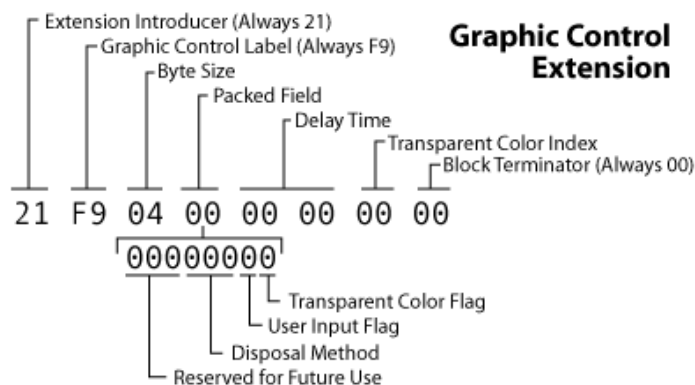 Extension Introducer (Always 21)
Graphic Control Label (Always F9)
Graphic Control
Extension
Byte Size
Packed Field
Delay Time
Transparent Color Index
Block Terminator (Always 00)
21 F9 04 00 00 00 00 00
00000000
Transparent Color Flag
User Input Flag
Disposal Method
Reserved for Future Use